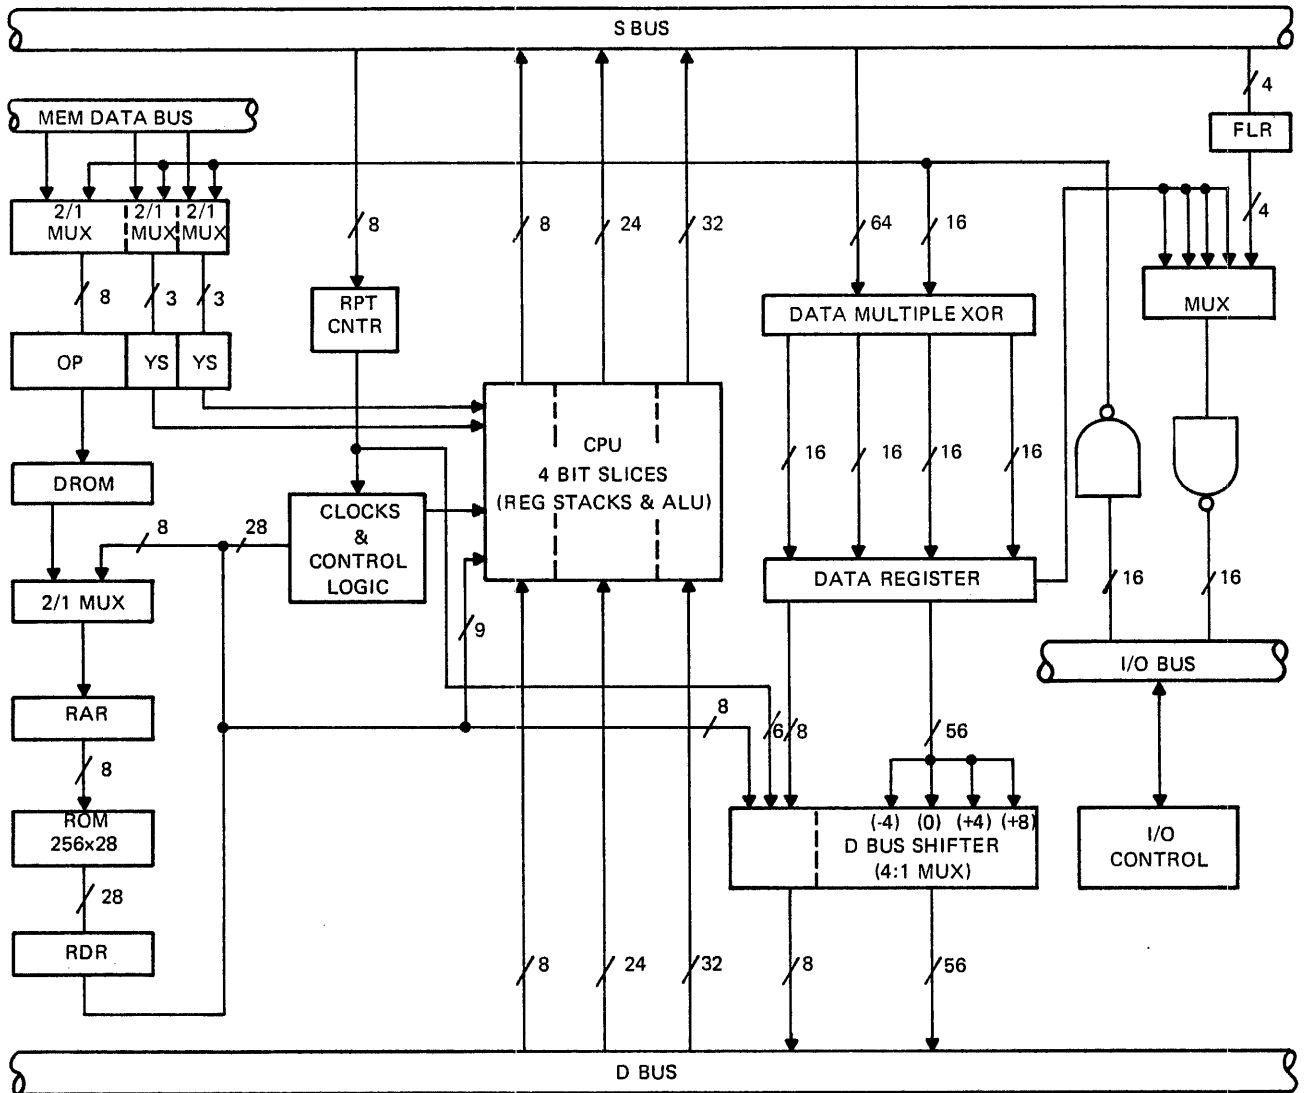 S BUS
4
MEM DATA BUS
FLR
2/1 MUX
2/1 MUX
2/1 MUX
8
8
24
32
64
16
4
8
3
3
RPT CNTR
DATA MULTIPLE XOR
MUX
OP
YS
YS
CPU
4 BIT SLICES
(REG STACKS & ALU)
16
16
16
16
DROM
CLOCKS
&
CONTROL
LOGIC
8
28
2/1 MUX
DATA REGISTER
16
16
9
I/O BUS
RAR
8
6
8
56
8
ROM
256x28
(-4) (0) (+4) (+8)
D BUS SHIFTER
(4:1 MUX)
I/O
CONTROL
28
RDR
8
24
32
8
56
D BUS